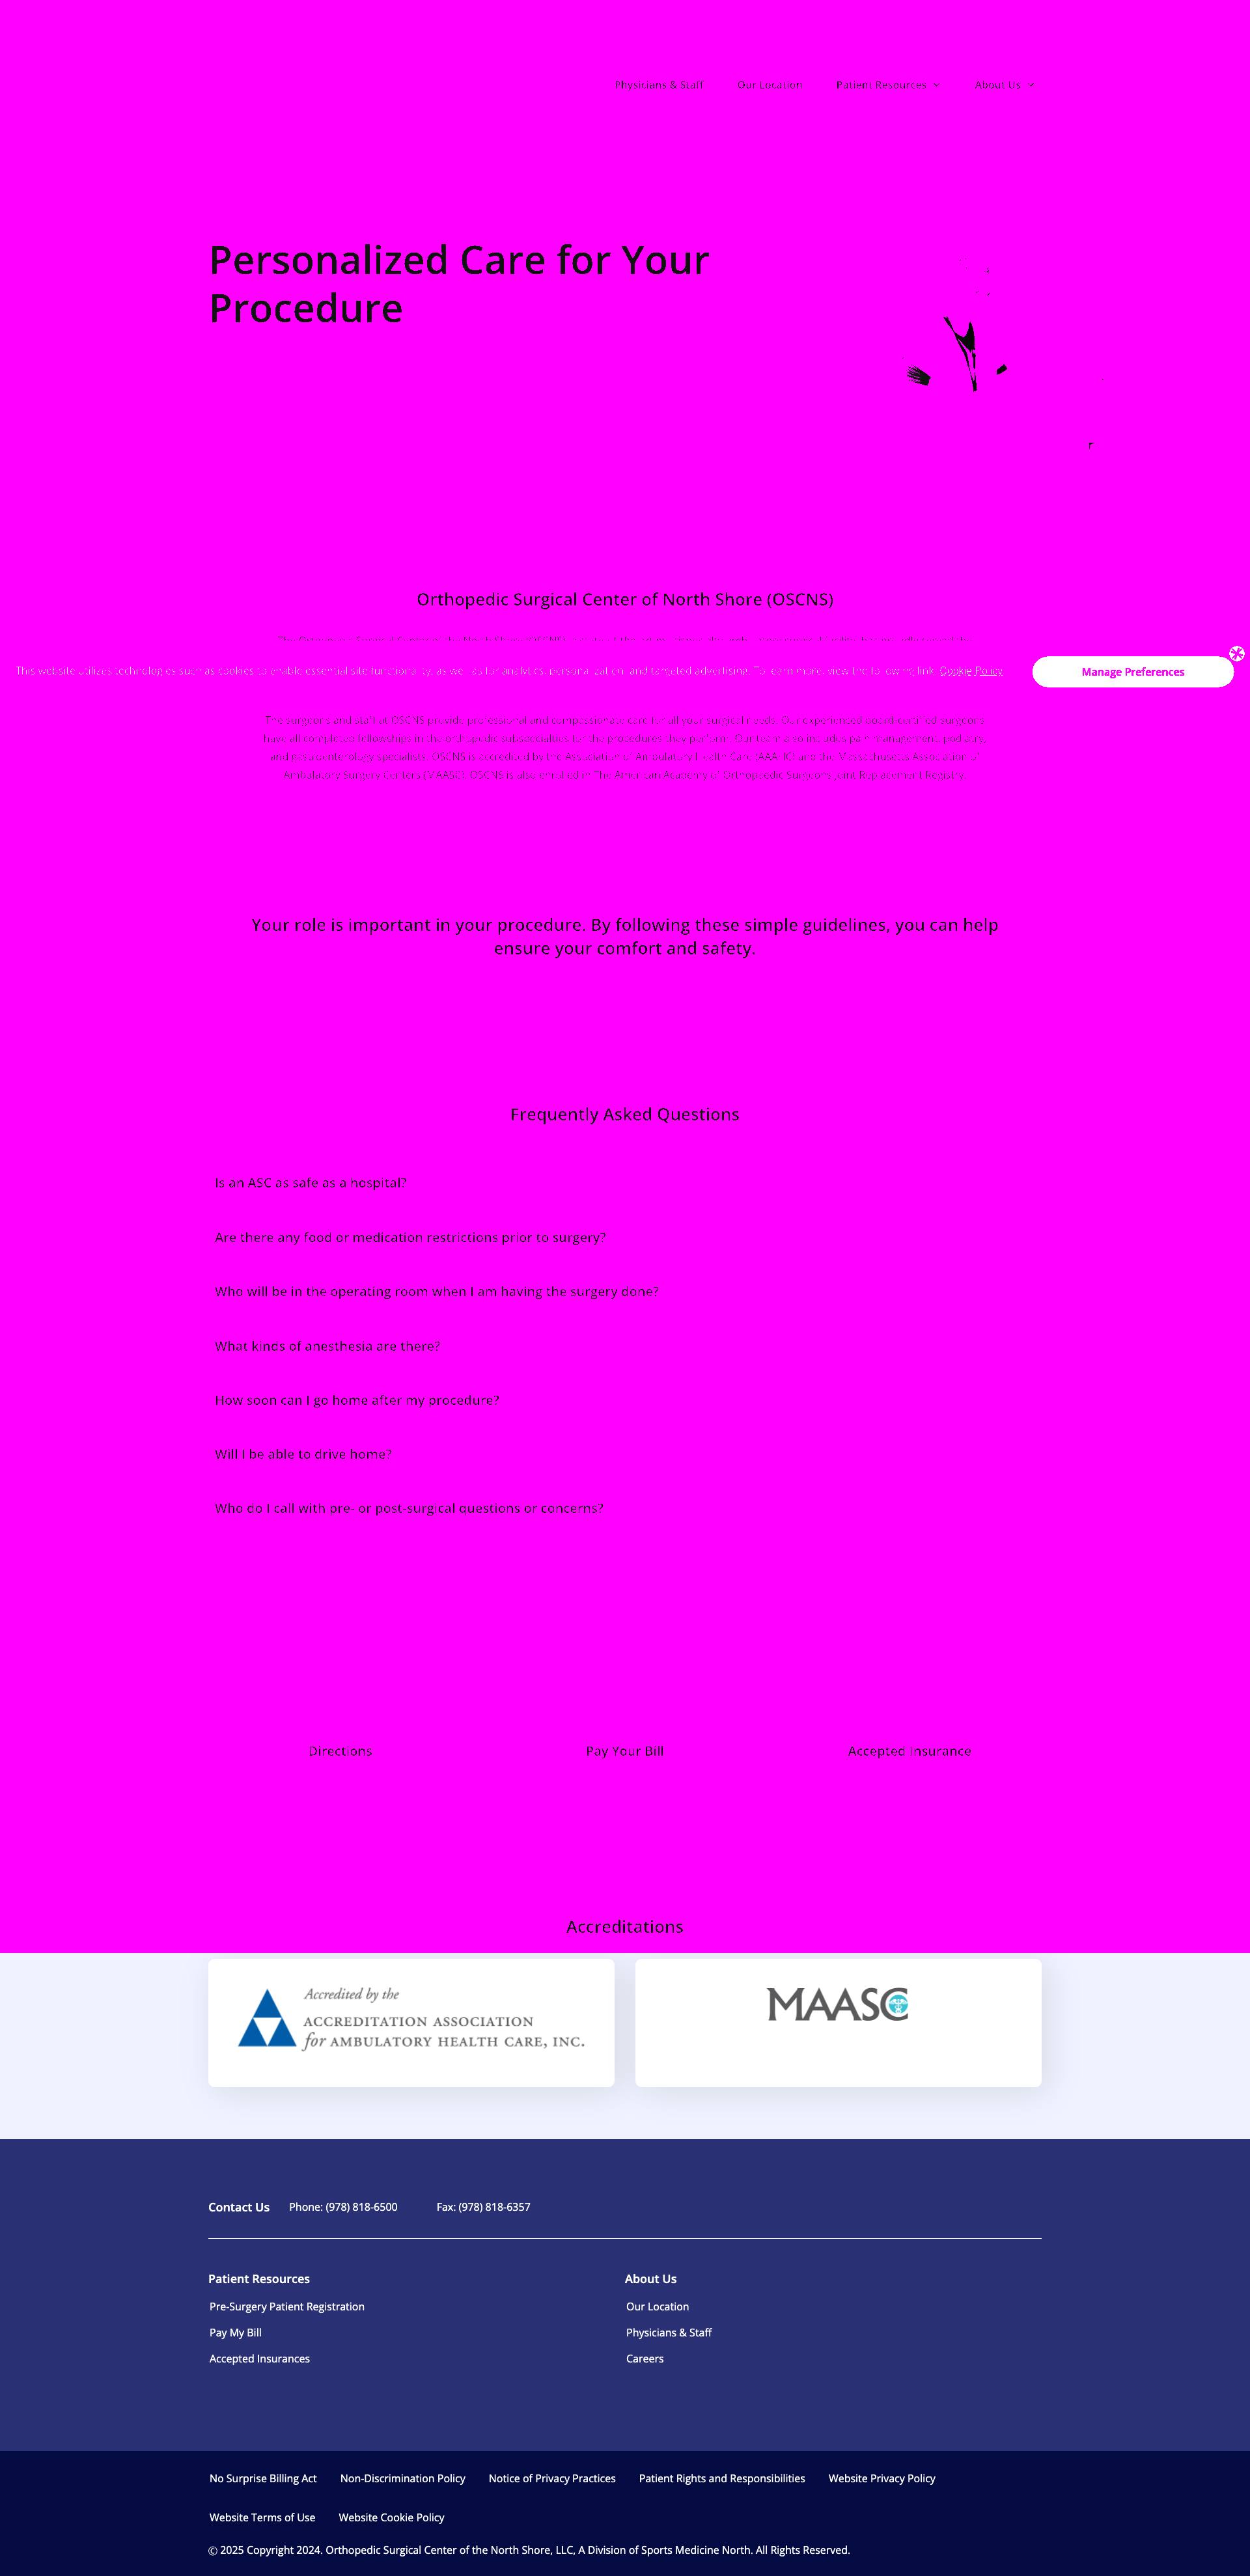 Physicians & Staff
Our Location
Patient Resources
About Us
Personalized Care for Your
Procedure
Orthopedic Surgical Center of North Shore (OSCNS)
This website utilizes technologies such as cookies to enable essential site functionality, as well as for analytics, personalization, and targeted advertising. To learn more, view the following link: Cookie Policy
Manage Preferences
The surgeons and staff at OSCNS provide professional and compassionate care for all your surgical needs. Our experienced board-certified surgeons
have all completed fellowships in the orthopedic subspecialties for the procedures they perform. Our team also includes pain management, podiatry,
and gastroenterology specialists. OSCNS is accredited by the Association of Ambulatory Health Care (AAAHC) and the Massachusetts Association of
Ambulatory Surgery Centers (MAASC). OSCNS is also enrolled in The American Academy of Orthopaedic Surgeons Joint Replacement Registry.
Your role is important in your procedure. By following these simple guidelines, you can help
ensure your comfort and safety.
Frequently Asked Questions
Is an ASC as safe as a hospital?
Are there any food or medication restrictions prior to surgery?
Who will be in the operating room when I am having the surgery done?
What kinds of anesthesia are there?
How soon can I go home after my procedure?
Will I be able to drive home?
Who do I call with pre- or post-surgical questions or concerns?
Directions
Pay Your Bill
Accepted Insurance
Accreditations
Accredited by the
ACCREDITATION ASSOCIATION
for AMBULATORY HEALTH CARE, INC.
MAASC
Contact Us
Phone: (978) 818-6500
Fax: (978) 818-6357
Patient Resources
Pre-Surgery Patient Registration
Pay My Bill
Accepted Insurances
About Us
Our Location
Physicians & Staff
Careers
No Surprise Billing Act
Non-Discrimination Policy
Notice of Privacy Practices
Patient Rights and Responsibilities
Website Privacy Policy
Website Terms of Use
Website Cookie Policy
© 2025 Copyright 2024. Orthopedic Surgical Center of the North Shore, LLC, A Division of Sports Medicine North. All Rights Reserved.